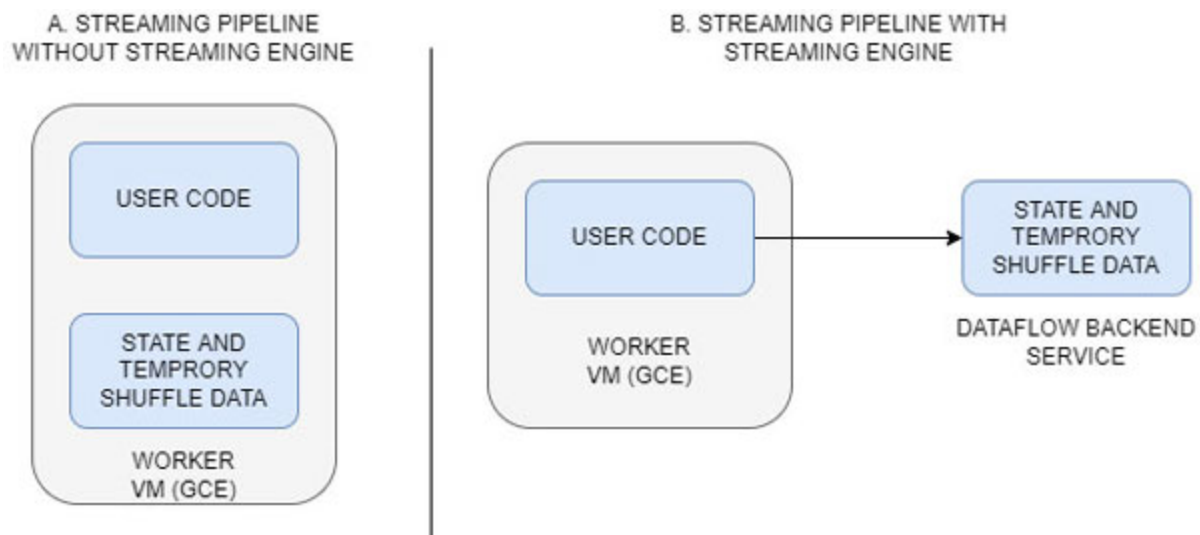 A. STREAMING PIPELINE
WITHOUT STREAMING ENGINE
USER CODE
STATE AND
TEMPRORY
SHUFFLE DATA
WORKER
VM (GCE)
B. STREAMING PIPELINE WITH
STREAMING ENGINE
USER CODE
WORKER
VM (GCE)
STATE AND
TEMPRORY
SHUFFLE DATA
DATAFLOW BACKEND
SERVICE